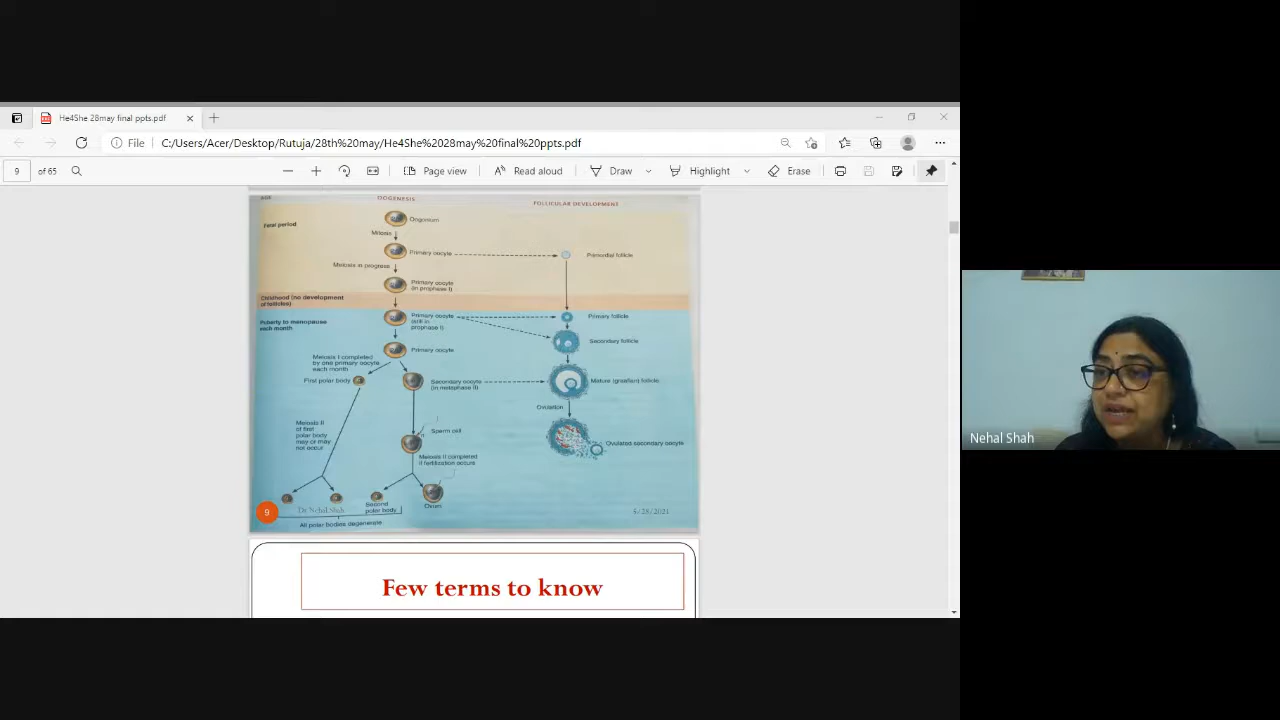 He4She 28may final ppts.pdf
File
C:/Users/Acer/Desktop/Rutuja/28th%20may/He4She%2028may%20final%20ppts.pdf
9 of 65
Page view
Read aloud
Draw
Highlight
Erase
OOGENESIS
FOLLICULAR DEVELOPMENT
Fetal period
Oogonium
Mitosis
Primary oocyte
Primordial follicle
Meiosis in progress
Primary oocyte
(in prophase I)
Childhood (no development
of follicles)
Puberty to menopause
each month
Primary oocyte
(still in
prophase I)
Primary follicle
Secondary follicle
Primary oocyte
Meiosis I completed
by one primary oocyte
each month
First polar body
Secondary oocyte
(in metaphase II)
Mature (graafian) follicle
Ovulation
Meiosis II
of first
polar body
may or may
not occur
Sperm cell
Ovulated secondary oocyte
Meiosis II completed
if fertilization occurs
Second
polar body
Ovum
9
Dr Nehal Shah
5/28/2021
All polar bodies degenerate
Few terms to know
Nehal Shah